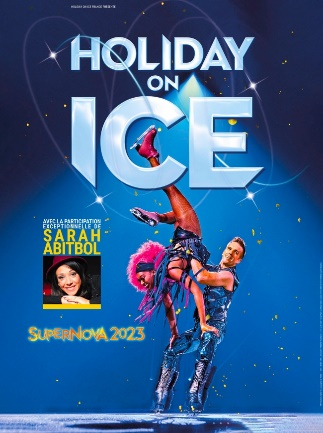 HOLIDAY
ON
ICE
AVEC LA PARTICIPATION
EXCEPTIONNELLE DE
SARAH
ABITBOL
SUPERNOVA 2023